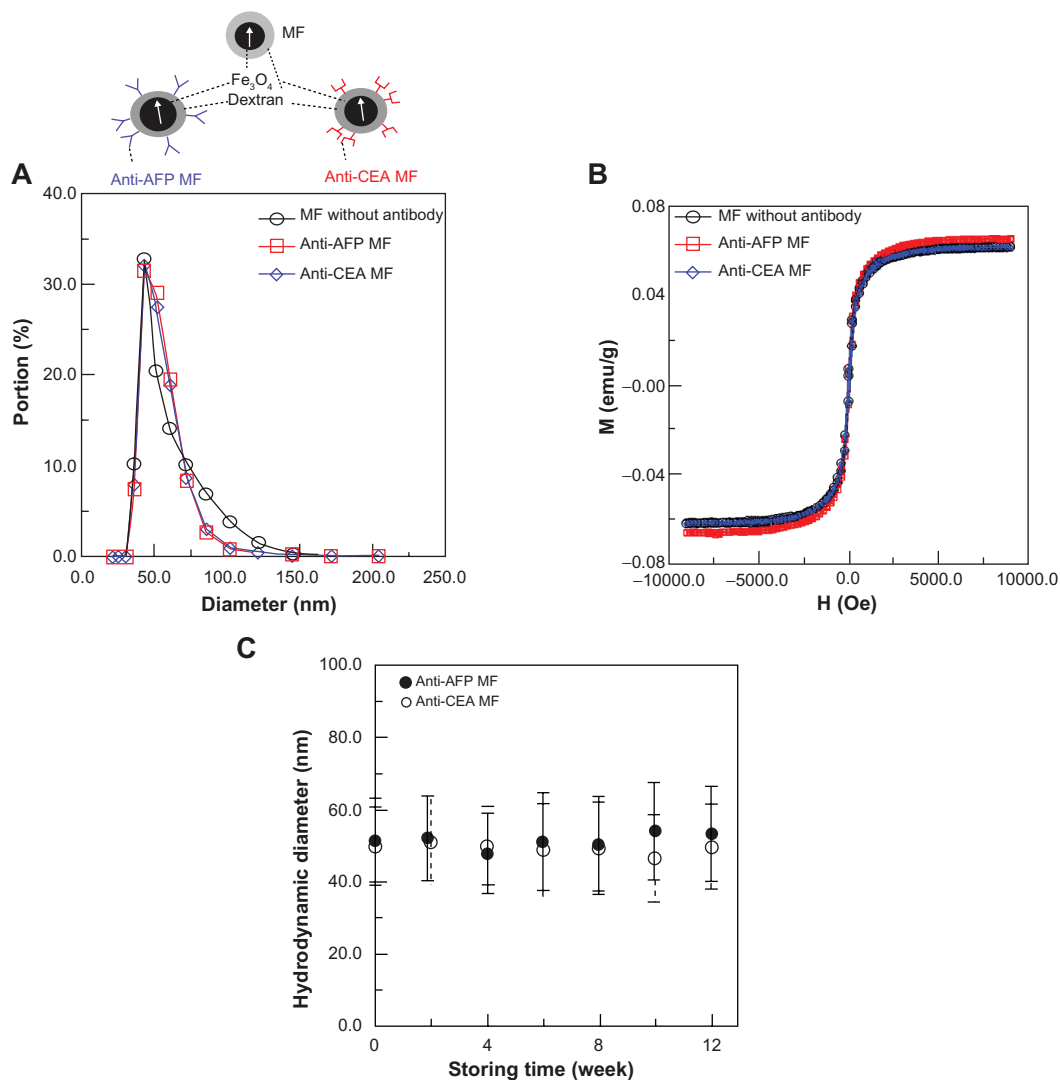 MF
Fe₃O₄
Dextran
Anti-AFP MF
Anti-CEA MF
A
40.0
30.0
20.0
10.0
0.0
Portion (%)
MF without antibody
Anti-AFP MF
Anti-CEA MF
0.0 50.0 100.0 150.0 200.0 250.0
Diameter (nm)
B
0.08
0.04
−0.00
−0.04
−0.08
M (emu/g)
MF without antibody
Anti-AFP MF
Anti-CEA MF
−10000.0 −5000.0 0.0 5000.0 10000.0
H (Oe)
C
100.0
80.0
60.0
40.0
20.0
0.0
Hydrodynamic diameter (nm)
Anti-AFP MF
Anti-CEA MF
0 4 8 12
Storing time (week)